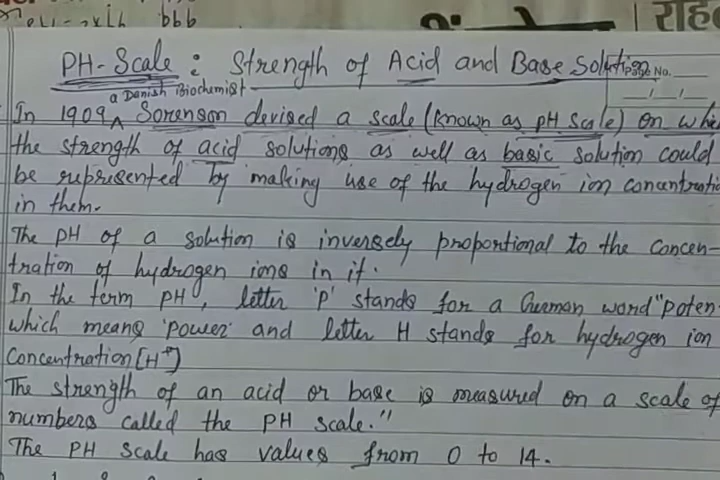 bbb
राह
PH-Scale : Strength of Acid and Base Solution
Page No.
a Danish Biochemist
In 1909 ^ Sorenson devised a scale (known as pH Scale) on whic
the strength of acid solutions as well as basic solution could
be represented by making use of the hydrogen ion concentratio
in them.
The PH of a solution is inversely proportional to the concen-
tration of hydrogen ions in it.
In the term PH, letter 'P' stands for a German word "poten
which means 'power' and letter H stands for hydrogen ion
Concentration [H+]
The strength of an acid or base is measured on a scale of
numbers called the PH scale."
The PH scale has values from 0 to 14.